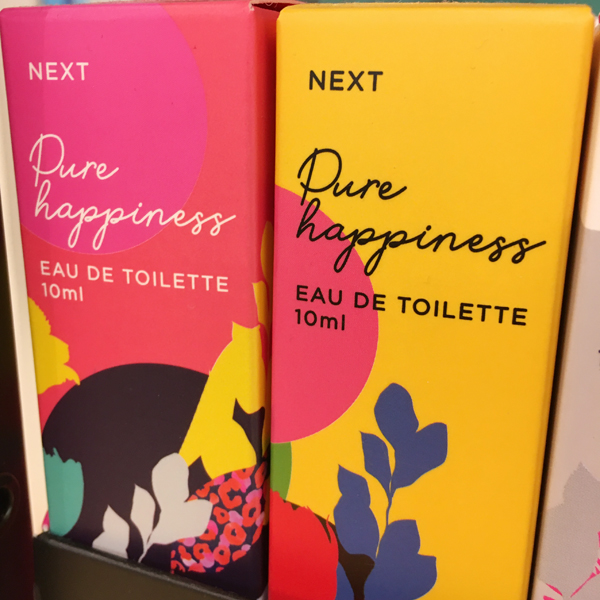 NEXT
Pure
happiness
EAU DE TOILETTE
10ml
NEXT
Pure
happiness
EAU DE TOILETTE
10ml